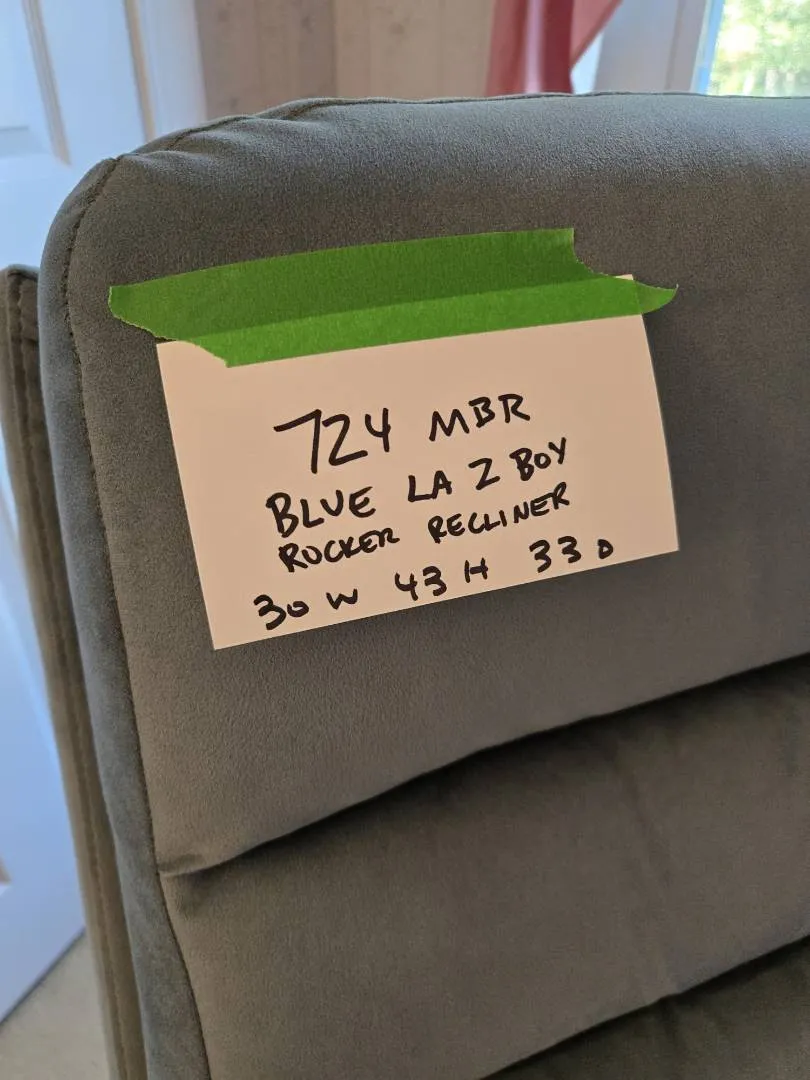 724 MBR
BLUE LA Z BOY
ROCKER RECLINER
30 W 43 H 33 D